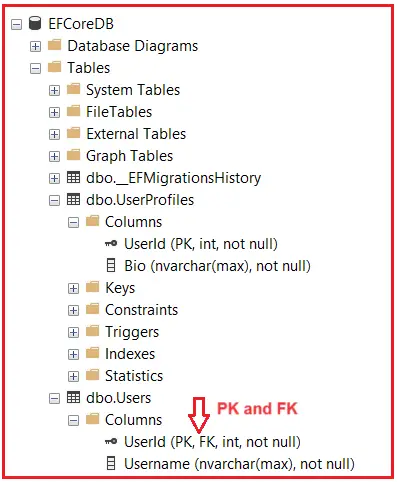 EFCoreDB
Database Diagrams
Tables
System Tables
FileTables
External Tables
Graph Tables
dbo.__EFMigrationsHistory
dbo.UserProfiles
Columns
UserId (PK, int, not null)
Bio (nvarchar(max), not null)
Keys
Constraints
Triggers
Indexes
Statistics
dbo.Users
PK and FK
Columns
UserId (PK, FK, int, not null)
Username (nvarchar(max), not null)